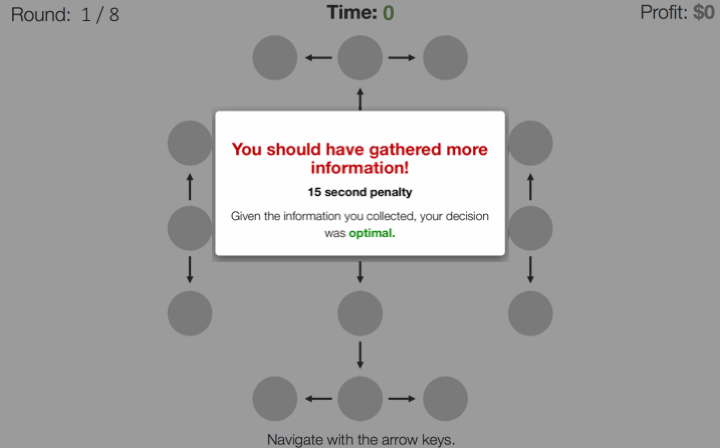 Round: 1 / 8
Time: 0
Profit: $0
You should have gathered more
information!
15 second penalty
Given the information you collected, your decision
was optimal.
Navigate with the arrow keys.